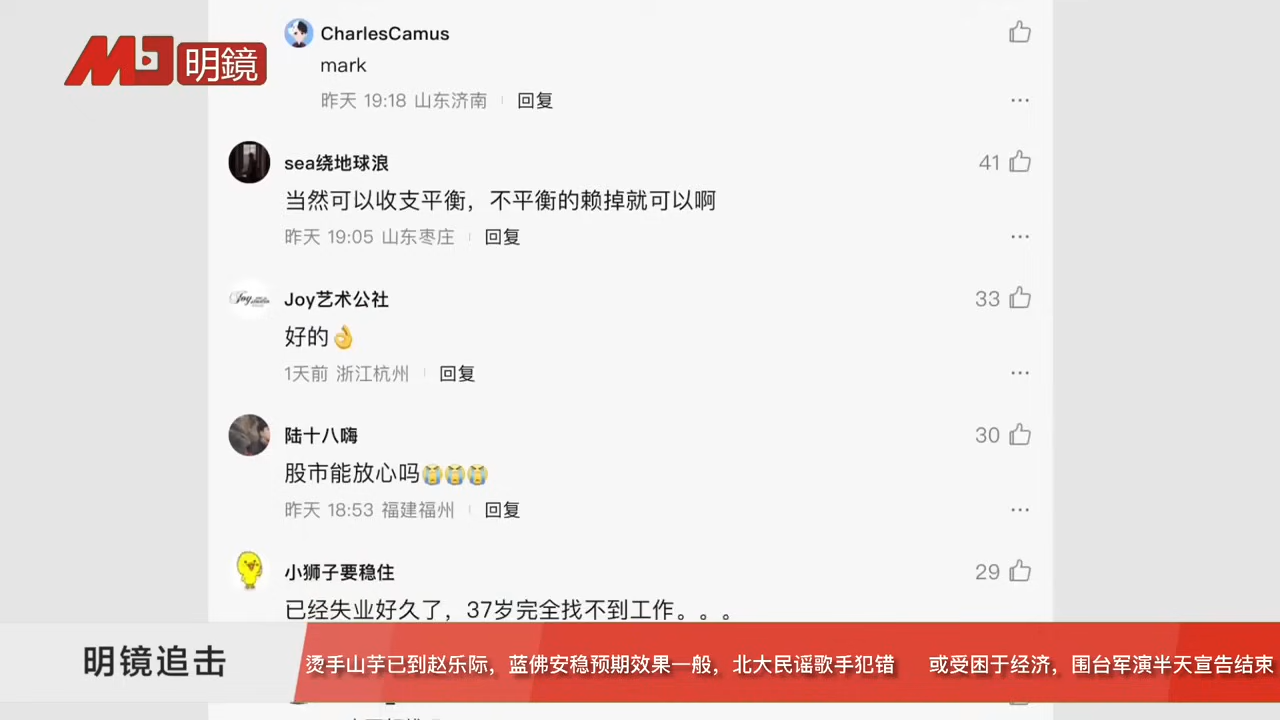 明鏡
CharlesCamus
mark
昨天 19:18 山东济南 回复
sea绕地球浪 41
当然可以收支平衡，不平衡的赖掉就可以啊
昨天 19:05 山东枣庄 回复
Joy艺术公社 33
好的👌
1天前 浙江杭州 回复
陆十八嗨 30
股市能放心吗😭😭😭
昨天 18:53 福建福州 回复
小狮子要稳住 29
已经失业好久了，37岁完全找不到工作。。。
明镜追击
烫手山芋已到赵乐际，蓝佛安稳预期效果一般，北大民谣歌手犯错 或受困于经济，围台军演半天宣告结束